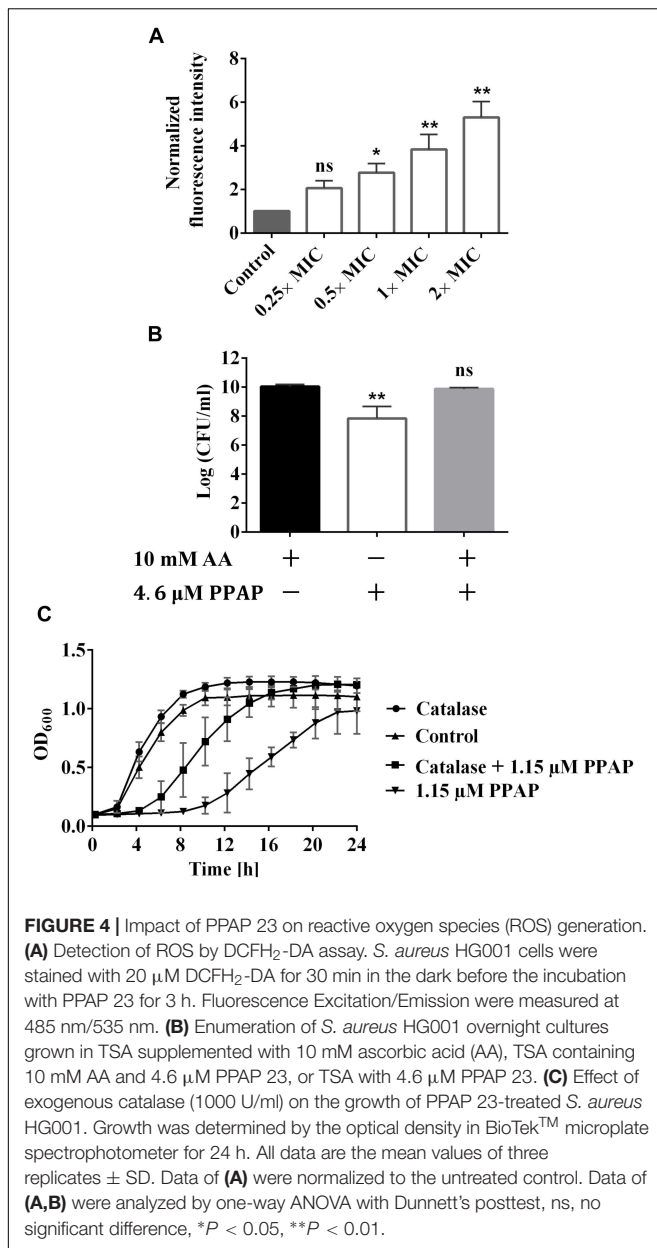 A
Normalized
fluorescence intensity
8
6
4
2
0
ns
*
**
**
Control
0.25× MIC
0.5× MIC
1× MIC
2× MIC
B
Log (CFU/ml)
12
10
8
6
4
2
0
**
ns
10 mM AA + − +
4.6 µM PPAP − + +
C
OD600
1.5
1.0
0.5
0.0
0 4 8 12 16 20 24
Time [h]
Catalase
Control
Catalase + 1.15 µM PPAP
1.15 µM PPAP
FIGURE 4 | Impact of PPAP 23 on reactive oxygen species (ROS) generation.
(A) Detection of ROS by DCFH2-DA assay. S. aureus HG001 cells were
stained with 20 µM DCFH2-DA for 30 min in the dark before the incubation
with PPAP 23 for 3 h. Fluorescence Excitation/Emission were measured at
485 nm/535 nm. (B) Enumeration of S. aureus HG001 overnight cultures
grown in TSA supplemented with 10 mM ascorbic acid (AA), TSA containing
10 mM AA and 4.6 µM PPAP 23, or TSA with 4.6 µM PPAP 23. (C) Effect of
exogenous catalase (1000 U/ml) on the growth of PPAP 23-treated S. aureus
HG001. Growth was determined by the optical density in BioTek™ microplate
spectrophotometer for 24 h. All data are the mean values of three
replicates ± SD. Data of (A) were normalized to the untreated control. Data of
(A,B) were analyzed by one-way ANOVA with Dunnett's posttest, ns, no
significant difference, *P < 0.05, **P < 0.01.